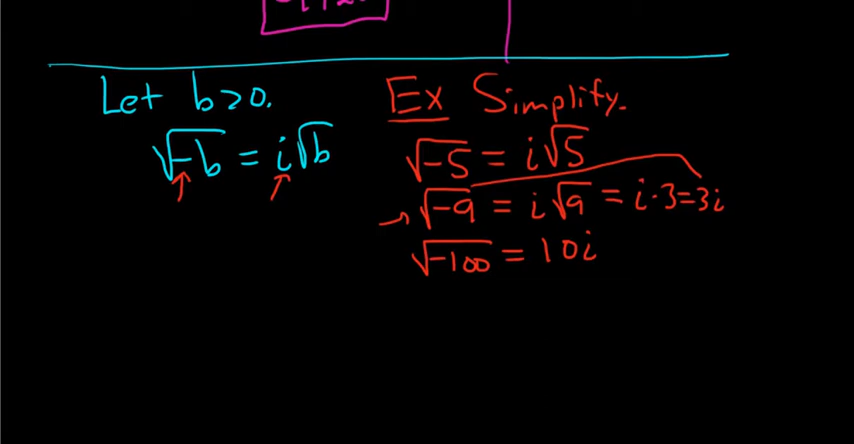 Let b>0.
√-b = i√b
Ex Simplify.
√-5 = i√5
√-9 = i√9 = i·3=3i
√-100 = 10i